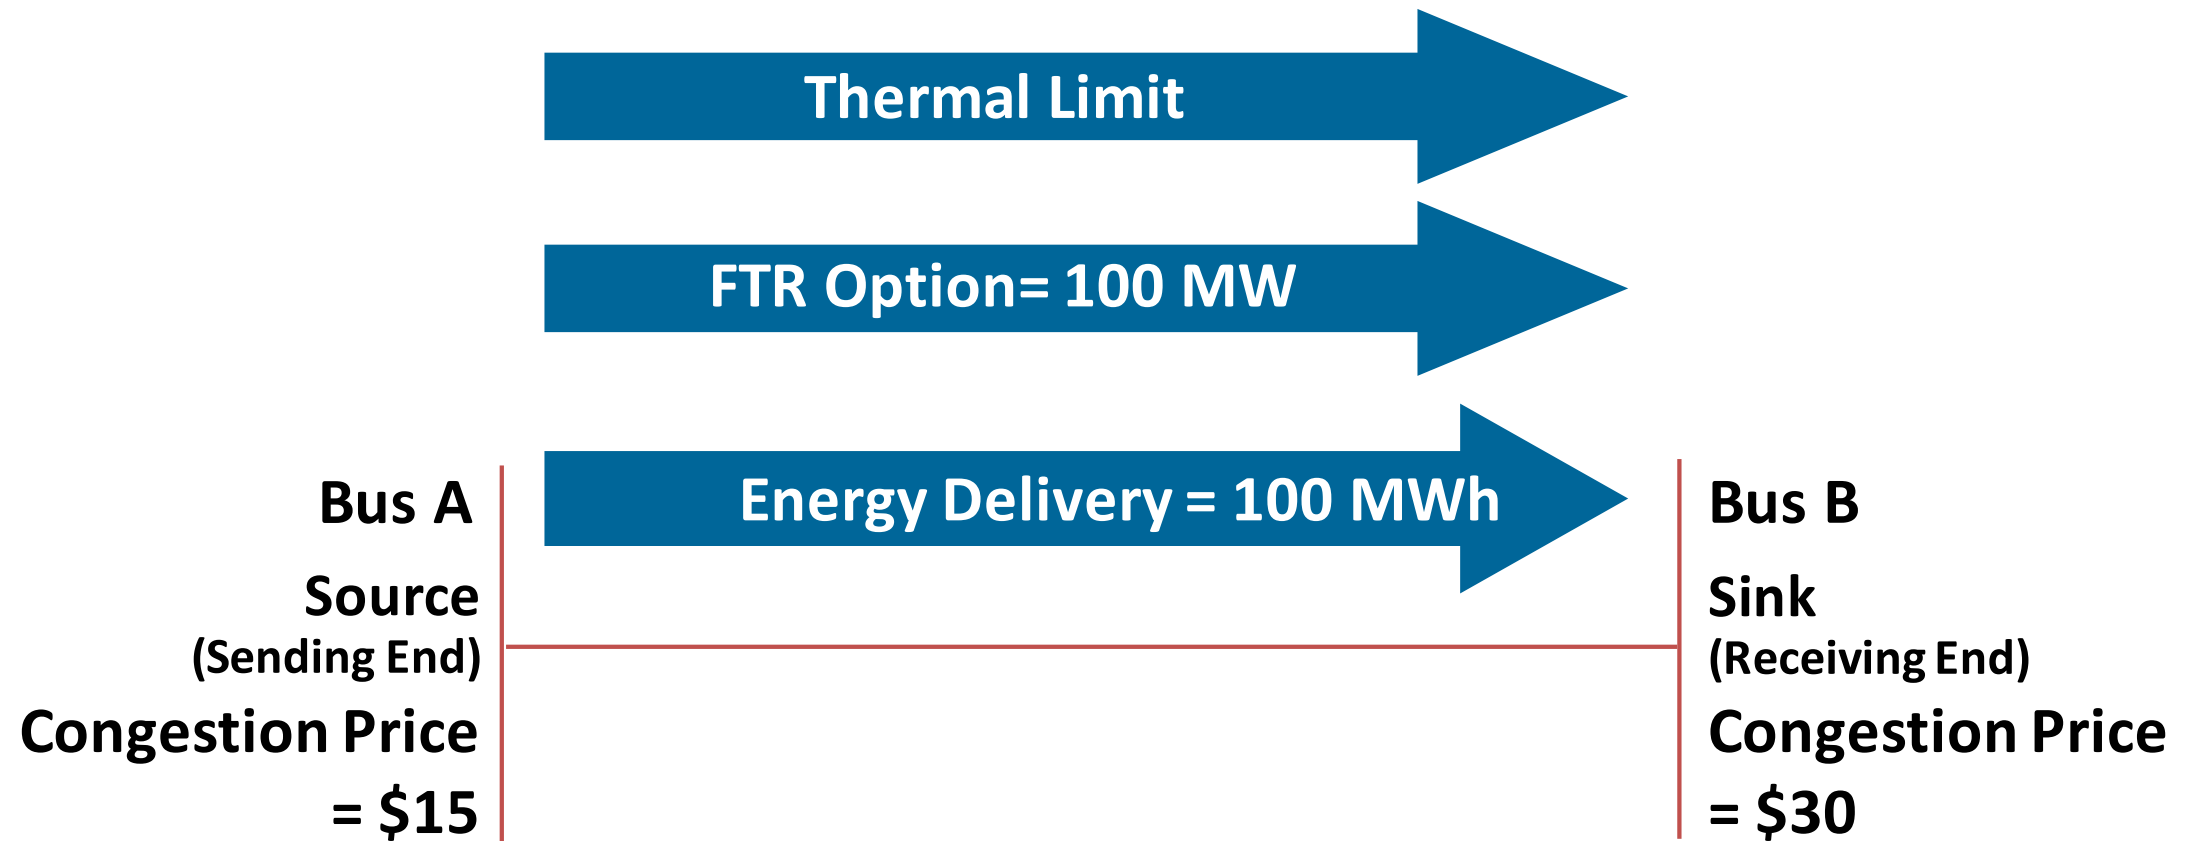 Thermal Limit
FTR Option= 100 MW
Energy Delivery = 100 MWh
Bus A
Source
(Sending End)
Congestion Price
= $15
Bus B
Sink
(Receiving End)
Congestion Price
= $30